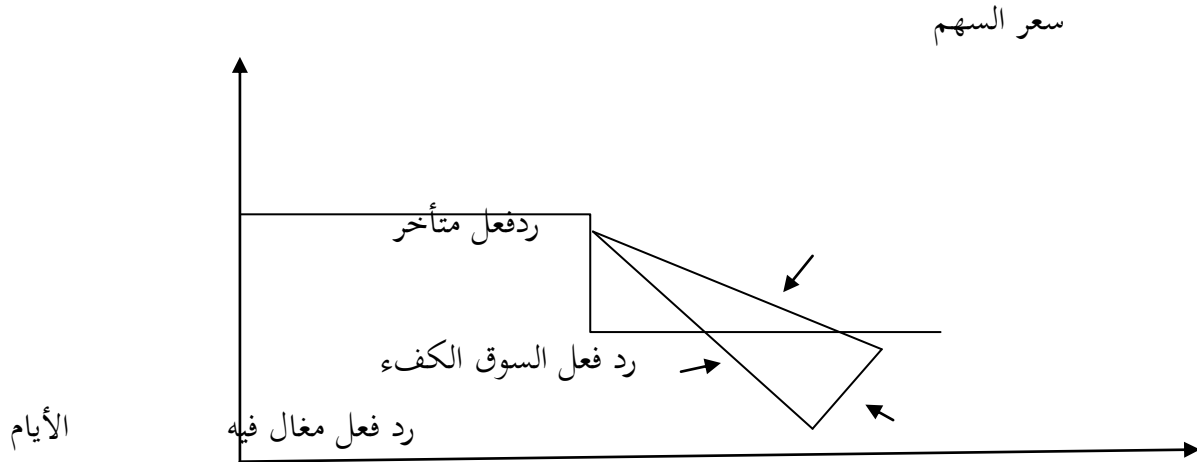 سعر السهم
ردفعل متأخر
رد فعل السوق الكفء
رد فعل مغال فيه
الأيام